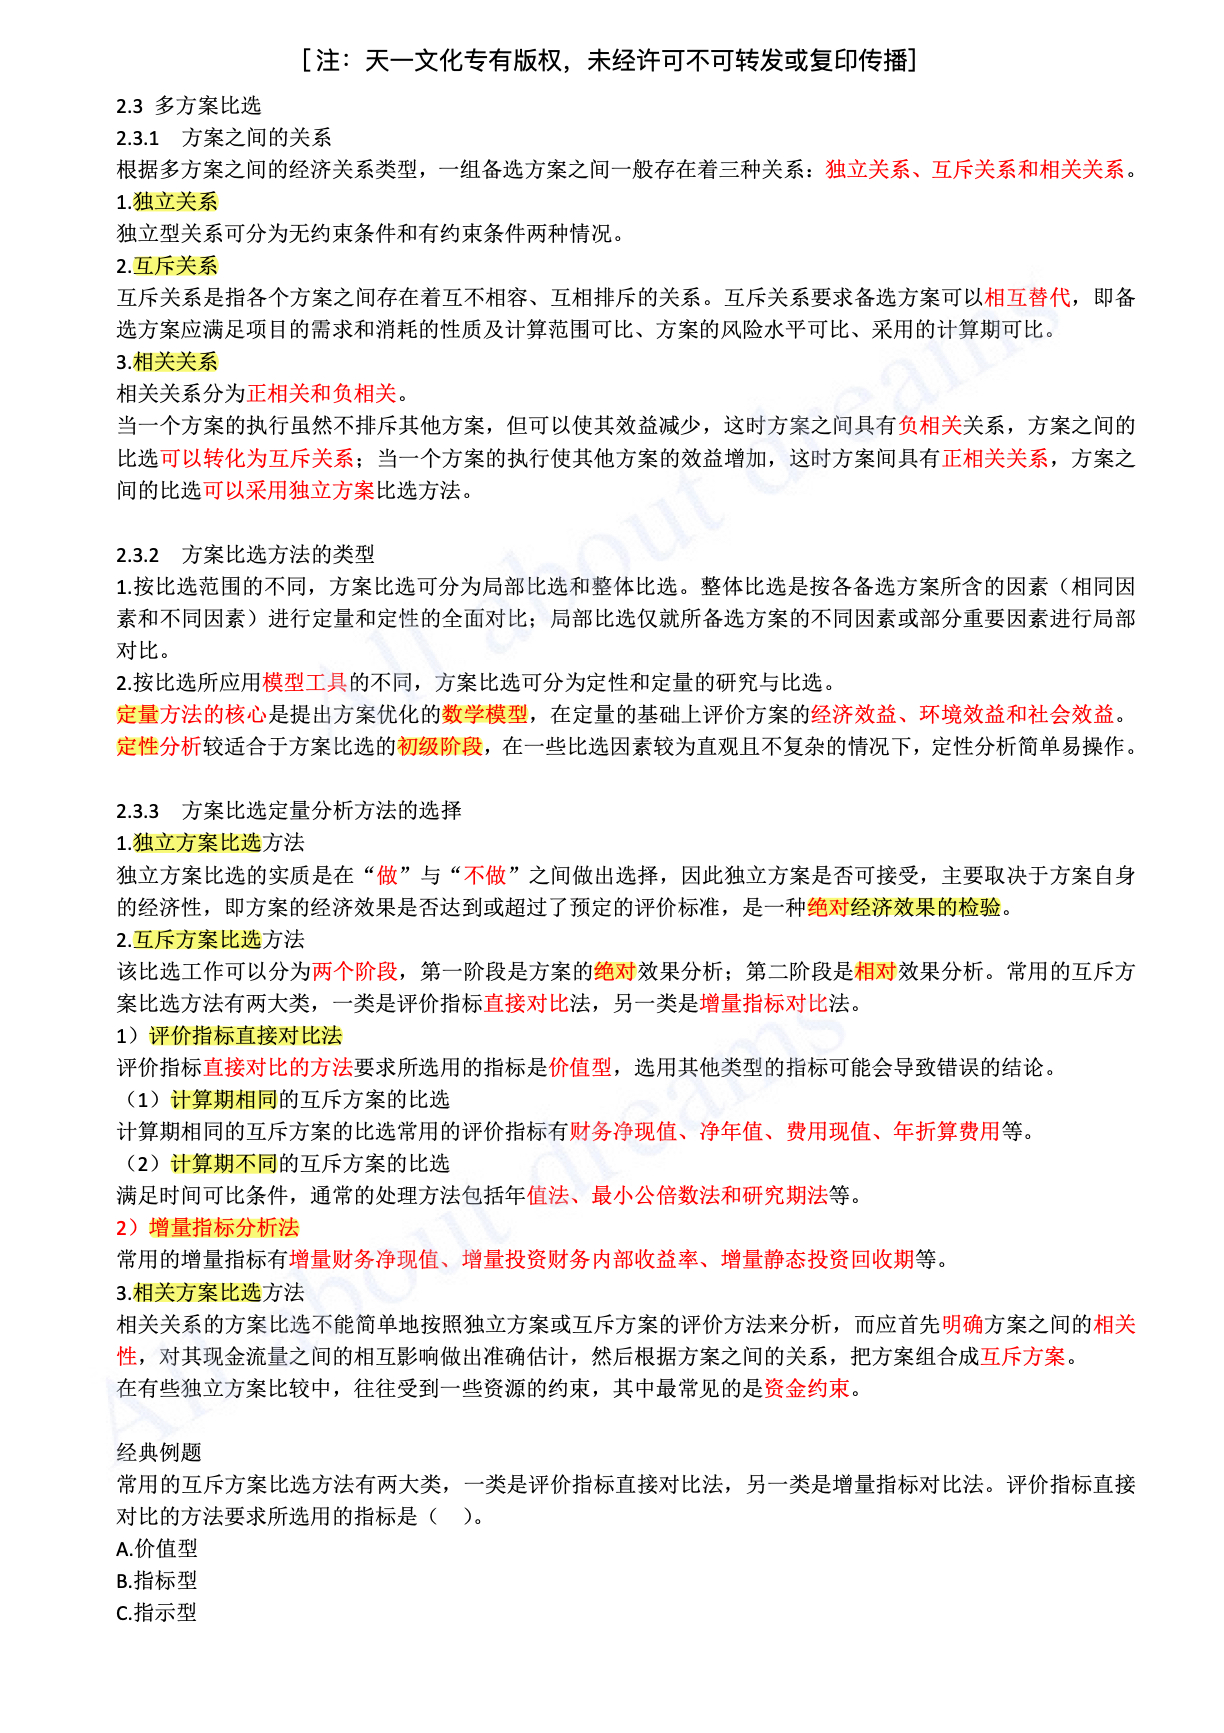 [ 注：天一文化专有版权，未经许可不可转发或复印传播]
2.3 多方案比选
2.3.1 方案之间的关系
根据多方案之间的经济关系类型，一组备选方案之间一般存在着三种关系：独立关系、互斥关系和相关关系。
1.独立关系
独立型关系可分为无约束条件和有约束条件两种情况。
2.互斥关系
互斥关系是指各个方案之间存在着互不相容、互相排斥的关系。互斥关系要求备选方案可以相互替代，即备
选方案应满足项目的需求和消耗的性质及计算范围可比、方案的风险水平可比、采用的计算期可比。
3.相关关系
相关关系分为正相关和负相关。
当一个方案的执行虽然不排斥其他方案，但可以使其效益减少，这时方案之间具有负相关关系，方案之间的
比选可以转化为互斥关系；当一个方案的执行使其他方案的效益增加，这时方案间具有正相关关系，方案之
间的比选可以采用独立方案比选方法。
2.3.2 方案比选方法的类型
1.按比选范围的不同，方案比选可分为局部比选和整体比选。整体比选是按各备选方案所含的因素（相同因
素和不同因素）进行定量和定性的全面对比；局部比选仅就所备选方案的不同因素或部分重要因素进行局部
对比。
2.按比选所应用模型工具的不同，方案比选可分为定性和定量的研究与比选。
定量方法的核心是提出方案优化的数学模型，在定量的基础上评价方案的经济效益、环境效益和社会效益。
定性分析较适合于方案比选的初级阶段，在一些比选因素较为直观且不复杂的情况下，定性分析简单易操作。
2.3.3 方案比选定量分析方法的选择
1.独立方案比选方法
独立方案比选的实质是在“做”与“不做”之间做出选择，因此独立方案是否可接受，主要取决于方案自身
的经济性，即方案的经济效果是否达到或超过了预定的评价标准，是一种绝对经济效果的检验。
2.互斥方案比选方法
该比选工作可以分为两个阶段，第一阶段是方案的绝对效果分析；第二阶段是相对效果分析。常用的互斥方
案比选方法有两大类，一类是评价指标直接对比法，另一类是增量指标对比法。
1）评价指标直接对比法
评价指标直接对比的方法要求所选用的指标是价值型，选用其他类型的指标可能会导致错误的结论。
（1）计算期相同的互斥方案的比选
计算期相同的互斥方案的比选常用的评价指标有财务净现值、净年值、费用现值、年折算费用等。
（2）计算期不同的互斥方案的比选
满足时间可比条件，通常的处理方法包括年值法、最小公倍数法和研究期法等。
2）增量指标分析法
常用的增量指标有增量财务净现值、增量投资财务内部收益率、增量静态投资回收期等。
3.相关方案比选方法
相关关系的方案比选不能简单地按照独立方案或互斥方案的评价方法来分析，而应首先明确方案之间的相关
性，对其现金流量之间的相互影响做出准确估计，然后根据方案之间的关系，把方案组合成互斥方案。
在有些独立方案比较中，往往受到一些资源的约束，其中最常见的是资金约束。
经典例题
常用的互斥方案比选方法有两大类，一类是评价指标直接对比法，另一类是增量指标对比法。评价指标直接
对比的方法要求所选用的指标是（ ）。
A.价值型
B.指标型
C.指示型
All about dreams
All about dreams